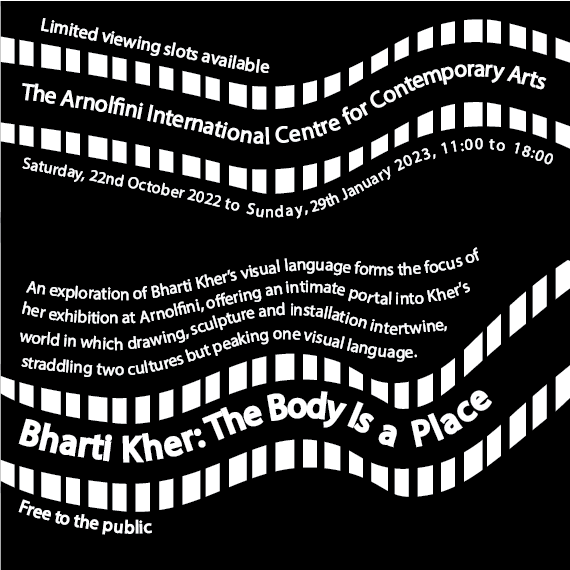 Limited viewing slots available
The Arnolfini International Centre for Contemporary Arts
Saturday, 22nd October 2022 to Sunday, 29th January 2023, 11:00 to 18:00
An exploration of Bharti Kher's visual language forms the focus of
her exhibition at Arnolfini, offering an intimate portal into Kher's
world in which drawing, sculpture and installation intertwine,
straddling two cultures but peaking one visual language.
Bharti Kher: The Body Is a Place
Free to the public